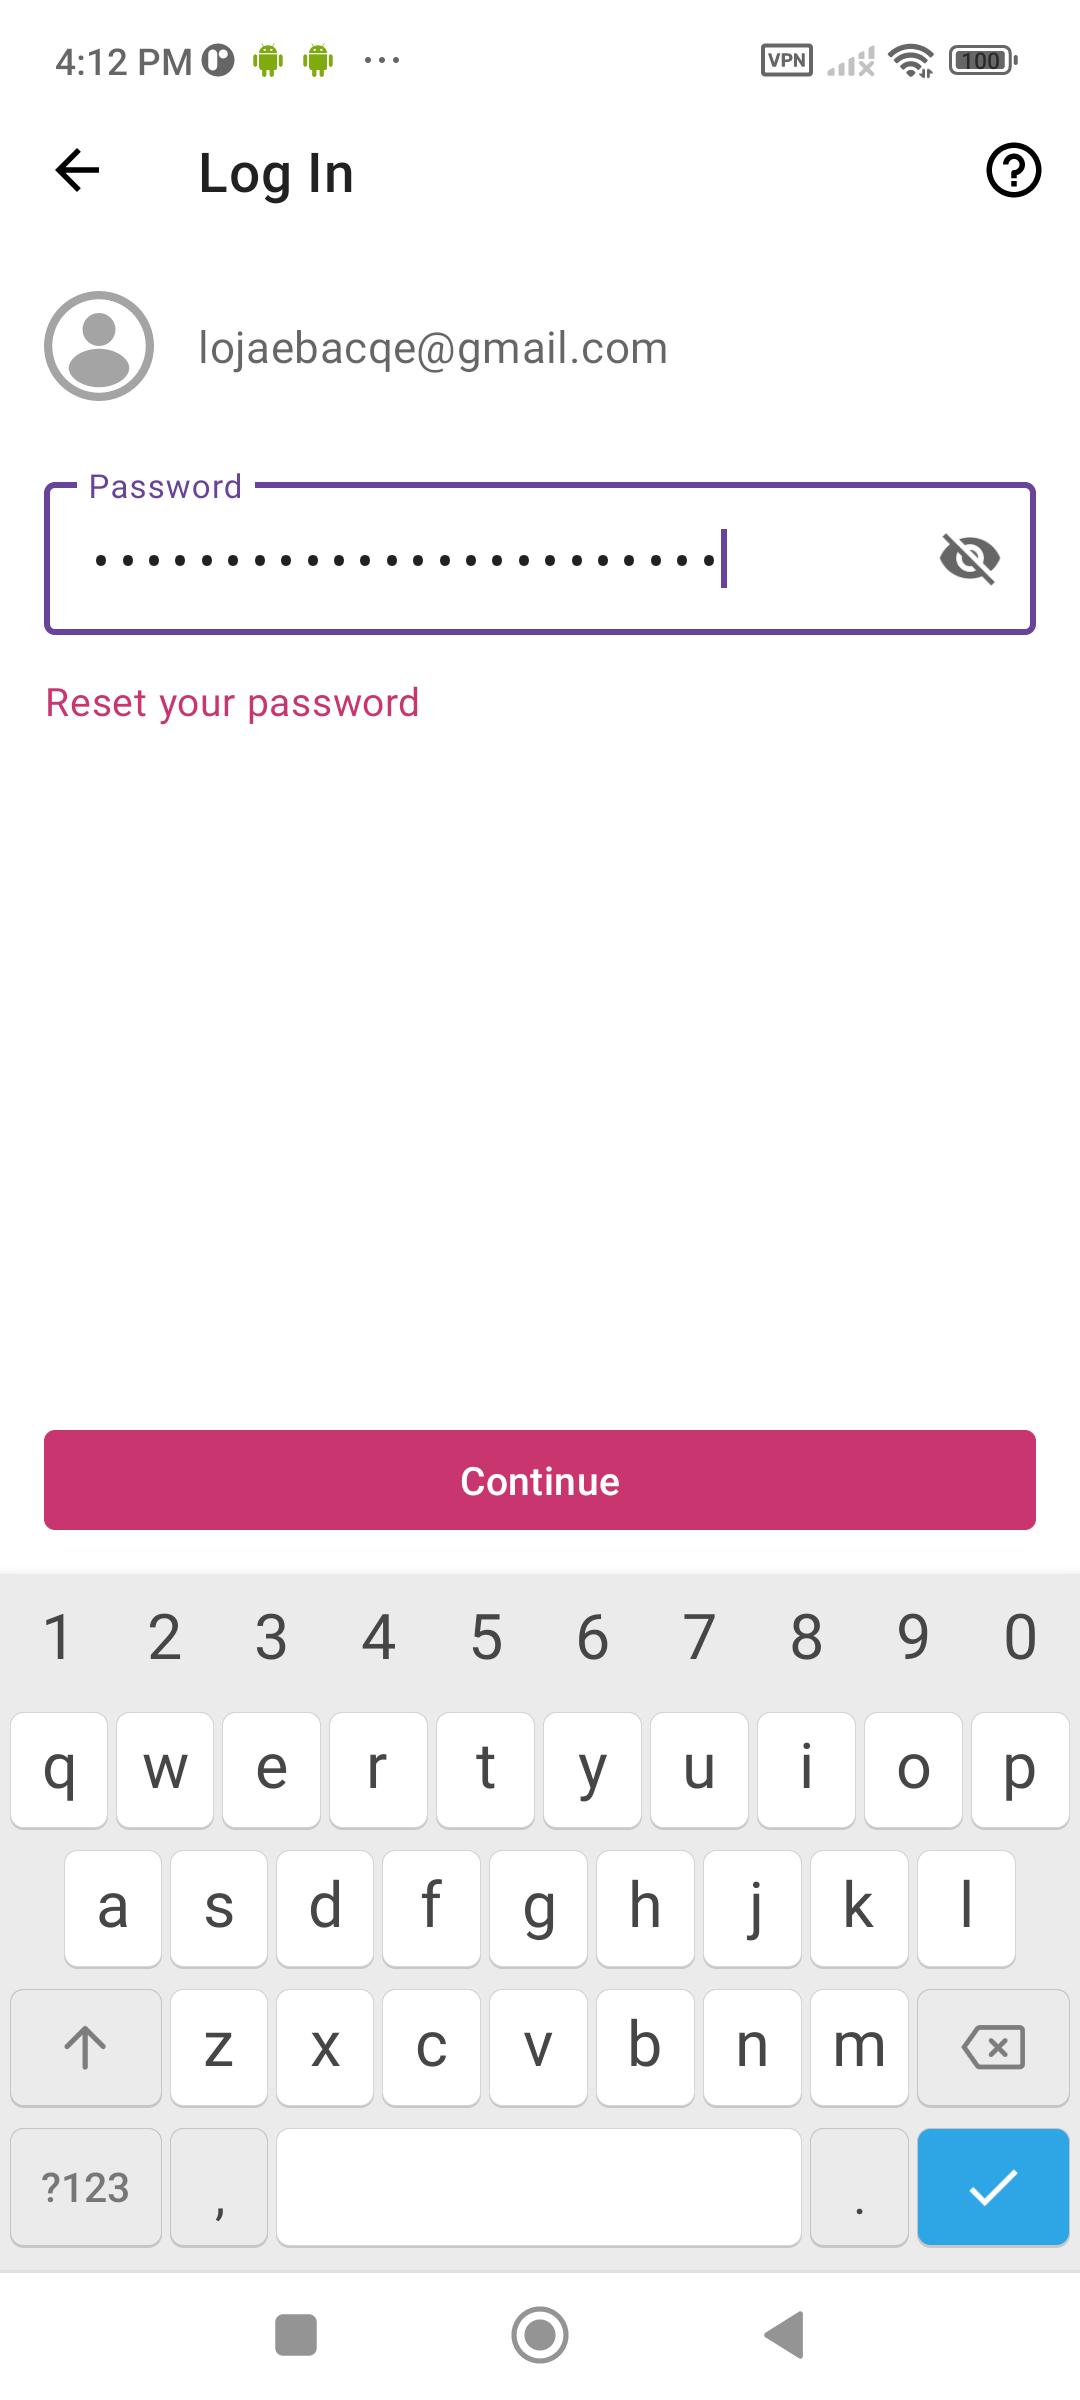 4:12 PM
VPN
100
Log In
lojaebacqe@gmail.com
Password
••••••••••••••••••••••••
Reset your password
Continue
1 2 3 4 5 6 7 8 9 0
q w e r t y u i o p
a s d f g h j k l
z x c v b n m
?123 , .